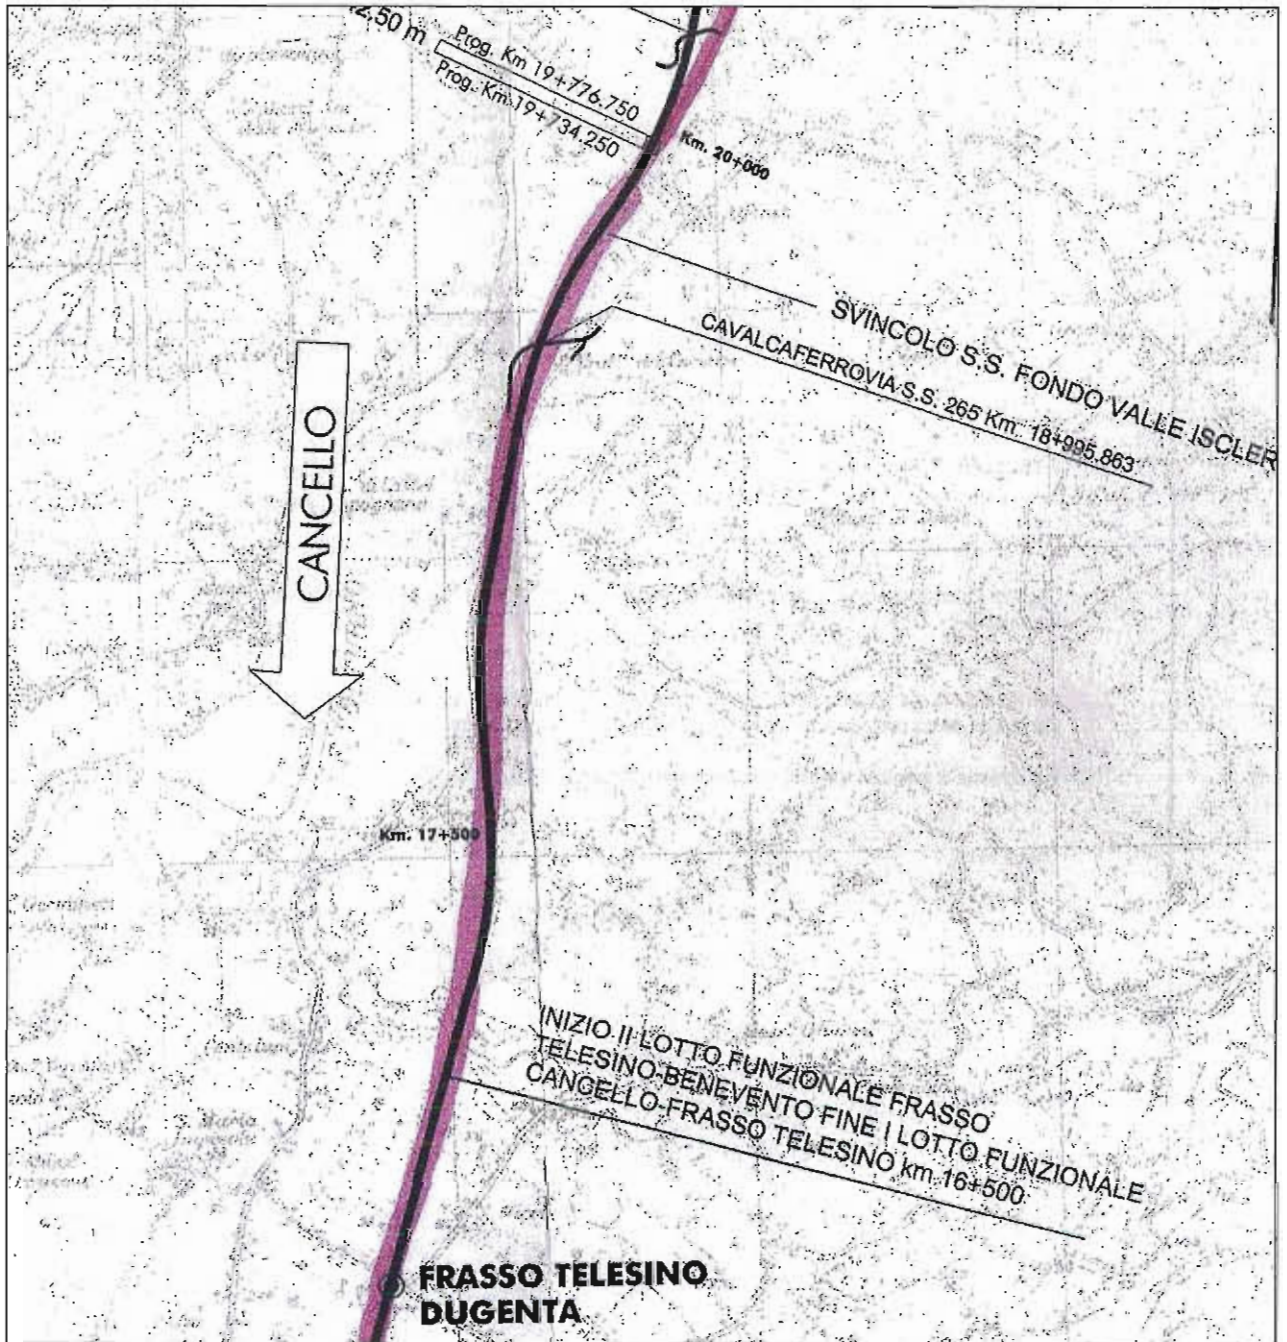 2.50 m
Prog. Km 19+776.750
Prog. Km.19+734.250
Km. 20+000
SVINCOLO S.S. FONDO VALLE ISCLER
CAVALCAFERROVIA S.S. 265 Km. 18+995.863
CANCELLO
Km. 17+500
INIZIO II LOTTO FUNZIONALE FRASSO
TELESINO-BENEVENTO FINE I LOTTO FUNZIONALE
CANCELLO-FRASSO TELESINO km 16+500
FRASSO TELESINO
DUGENTA